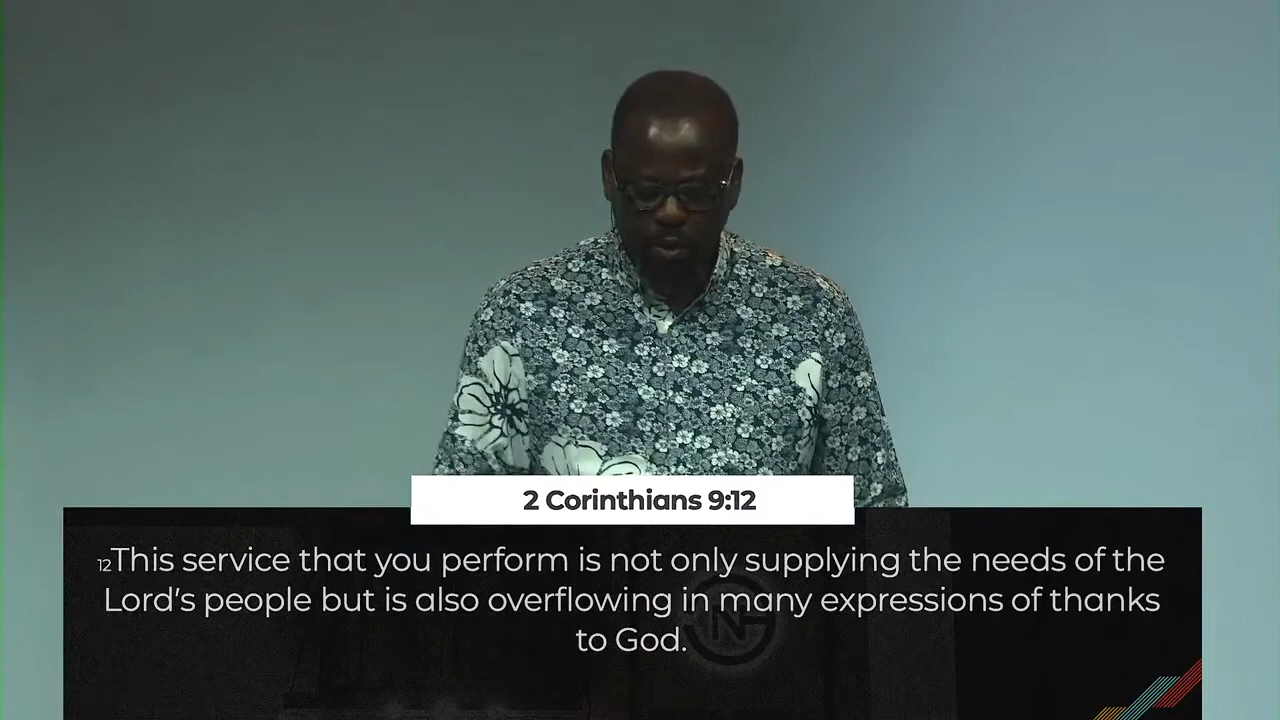 2 Corinthians 9:12
12This service that you perform is not only supplying the needs of the
Lord's people but is also overflowing in many expressions of thanks
to God.